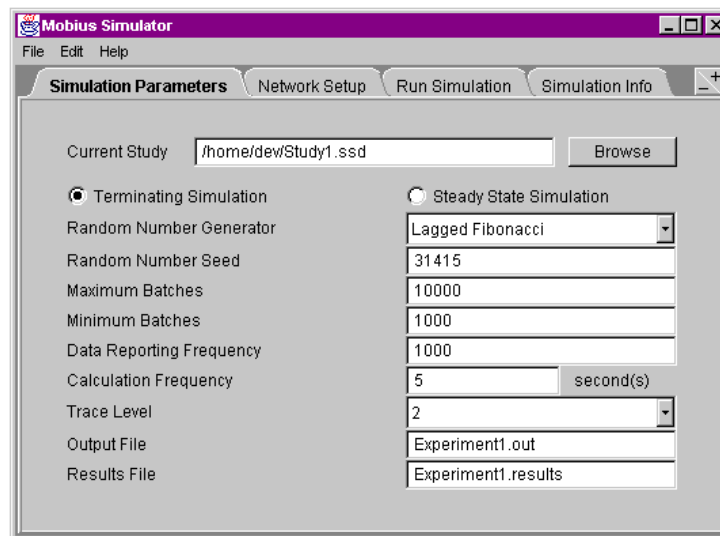 Mobius Simulator
File Edit Help
Simulation Parameters Network Setup Run Simulation Simulation Info
Current Study /home/dev/Study1.ssd Browse
Terminating Simulation Steady State Simulation
Random Number Generator Lagged Fibonacci
Random Number Seed 31415
Maximum Batches 10000
Minimum Batches 1000
Data Reporting Frequency 1000
Calculation Frequency 5 second(s)
Trace Level 2
Output File Experiment1.out
Results File Experiment1.results